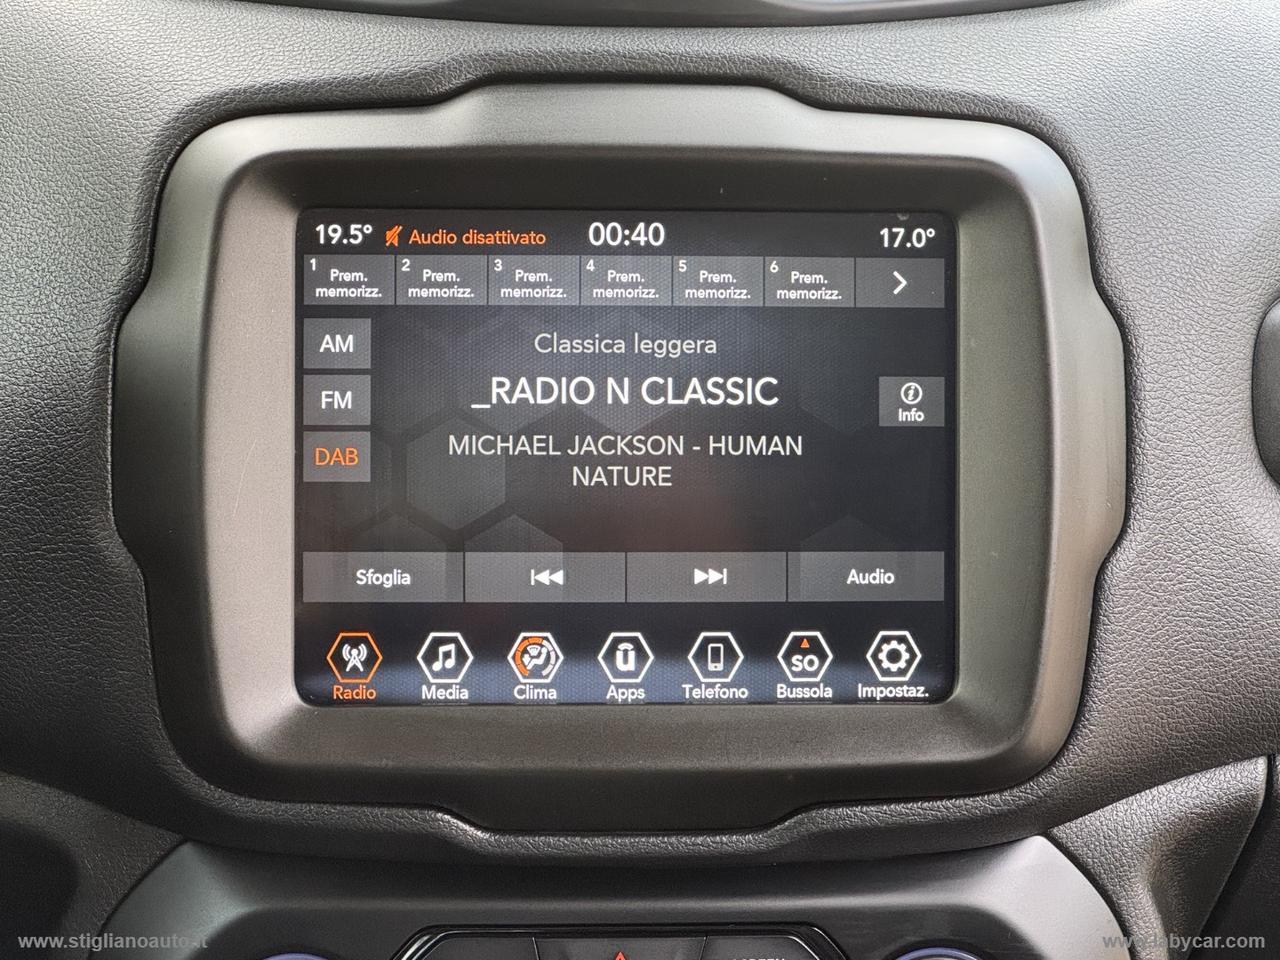 19.5° Audio disattivato 00:40 17.0°
1 Prem. memorizz.
2 Prem. memorizz.
3 Prem. memorizz.
4 Prem. memorizz.
5 Prem. memorizz.
6 Prem. memorizz.
AM
Classica leggera
_RADIO N CLASSIC
FM
Info
DAB
MICHAEL JACKSON - HUMAN
NATURE
Sfoglia
Audio
SO
Radio Media Clima Apps Telefono Bussola Impostaz.
www.stiglianoauto.it
www.labycar.com